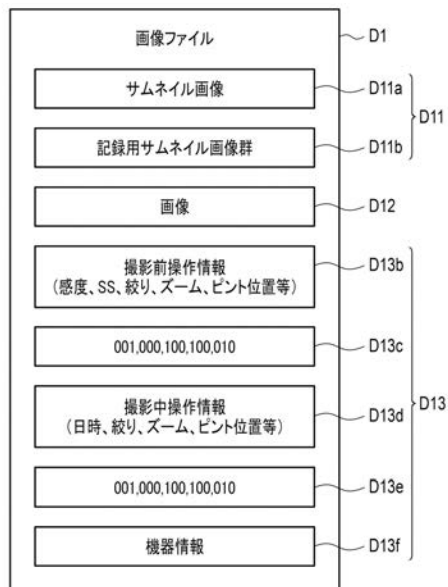 画像ファイル
D1
サムネイル画像
D11a
D11
記録用サムネイル画像群
D11b
画像
D12
撮影前操作情報
(感度、SS、絞り、ズーム、ピント位置等)
D13b
001,000,100,100,010
D13c
撮影中操作情報
(日時、絞り、ズーム、ピント位置等)
D13d
D13
001,000,100,100,010
D13e
機器情報
D13f